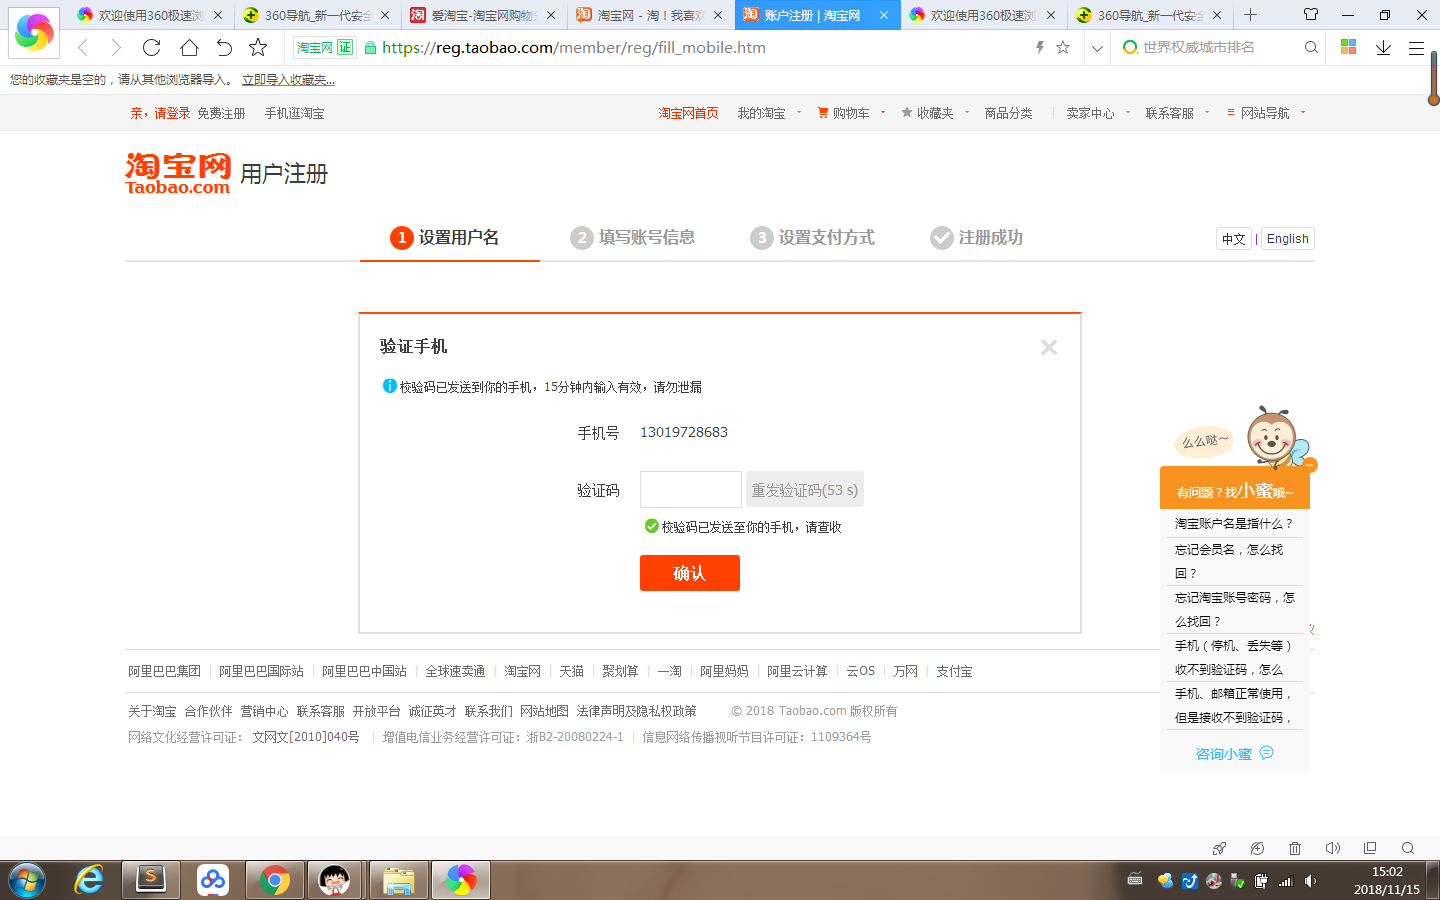 欢迎使用360极速浏
360导航_新一代安全
爱淘宝-淘宝网购物分
淘宝网 - 淘！我喜欢
账户注册 | 淘宝网
欢迎使用360极速浏
360导航_新一代安全
淘宝网 证 https://reg.taobao.com/member/reg/fill_mobile.htm
世界权威城市排名
您的收藏夹是空的，请从其他浏览器导入。 立即导入收藏夹...
亲，请登录 免费注册 手机逛淘宝
淘宝网首页 我的淘宝 购物车 收藏夹 商品分类 卖家中心 联系客服 网站导航
淘宝网
Taobao.com
用户注册
1 设置用户名
2 填写账号信息
3 设置支付方式
注册成功
中文 | English
验证手机
校验码已发送到你的手机，15分钟内输入有效，请勿泄漏
手机号 13019728683
验证码 重发验证码(53 s)
校验码已发送至你的手机，请查收
确认
么么哒～
有问题？找小蜜哦~
淘宝账户名是指什么？
忘记会员名，怎么找
回？
忘记淘宝账号密码，怎
么找回？
手机（停机、丢失等）
收不到验证码，怎么
手机、邮箱正常使用，
但是接收不到验证码，
咨询小蜜
阿里巴巴集团 | 阿里巴巴国际站 | 阿里巴巴中国站 | 全球速卖通 | 淘宝网 | 天猫 | 聚划算 | 一淘 | 阿里妈妈 | 阿里云计算 | 云OS | 万网 | 支付宝
关于淘宝 合作伙伴 营销中心 联系客服 开放平台 诚征英才 联系我们 网站地图 法律声明及隐私权政策 © 2018 Taobao.com 版权所有
网络文化经营许可证： 文网文[2010]040号 | 增值电信业务经营许可证：浙B2-20080224-1 | 信息网络传播视听节目许可证：1109364号
15:02
2018/11/15